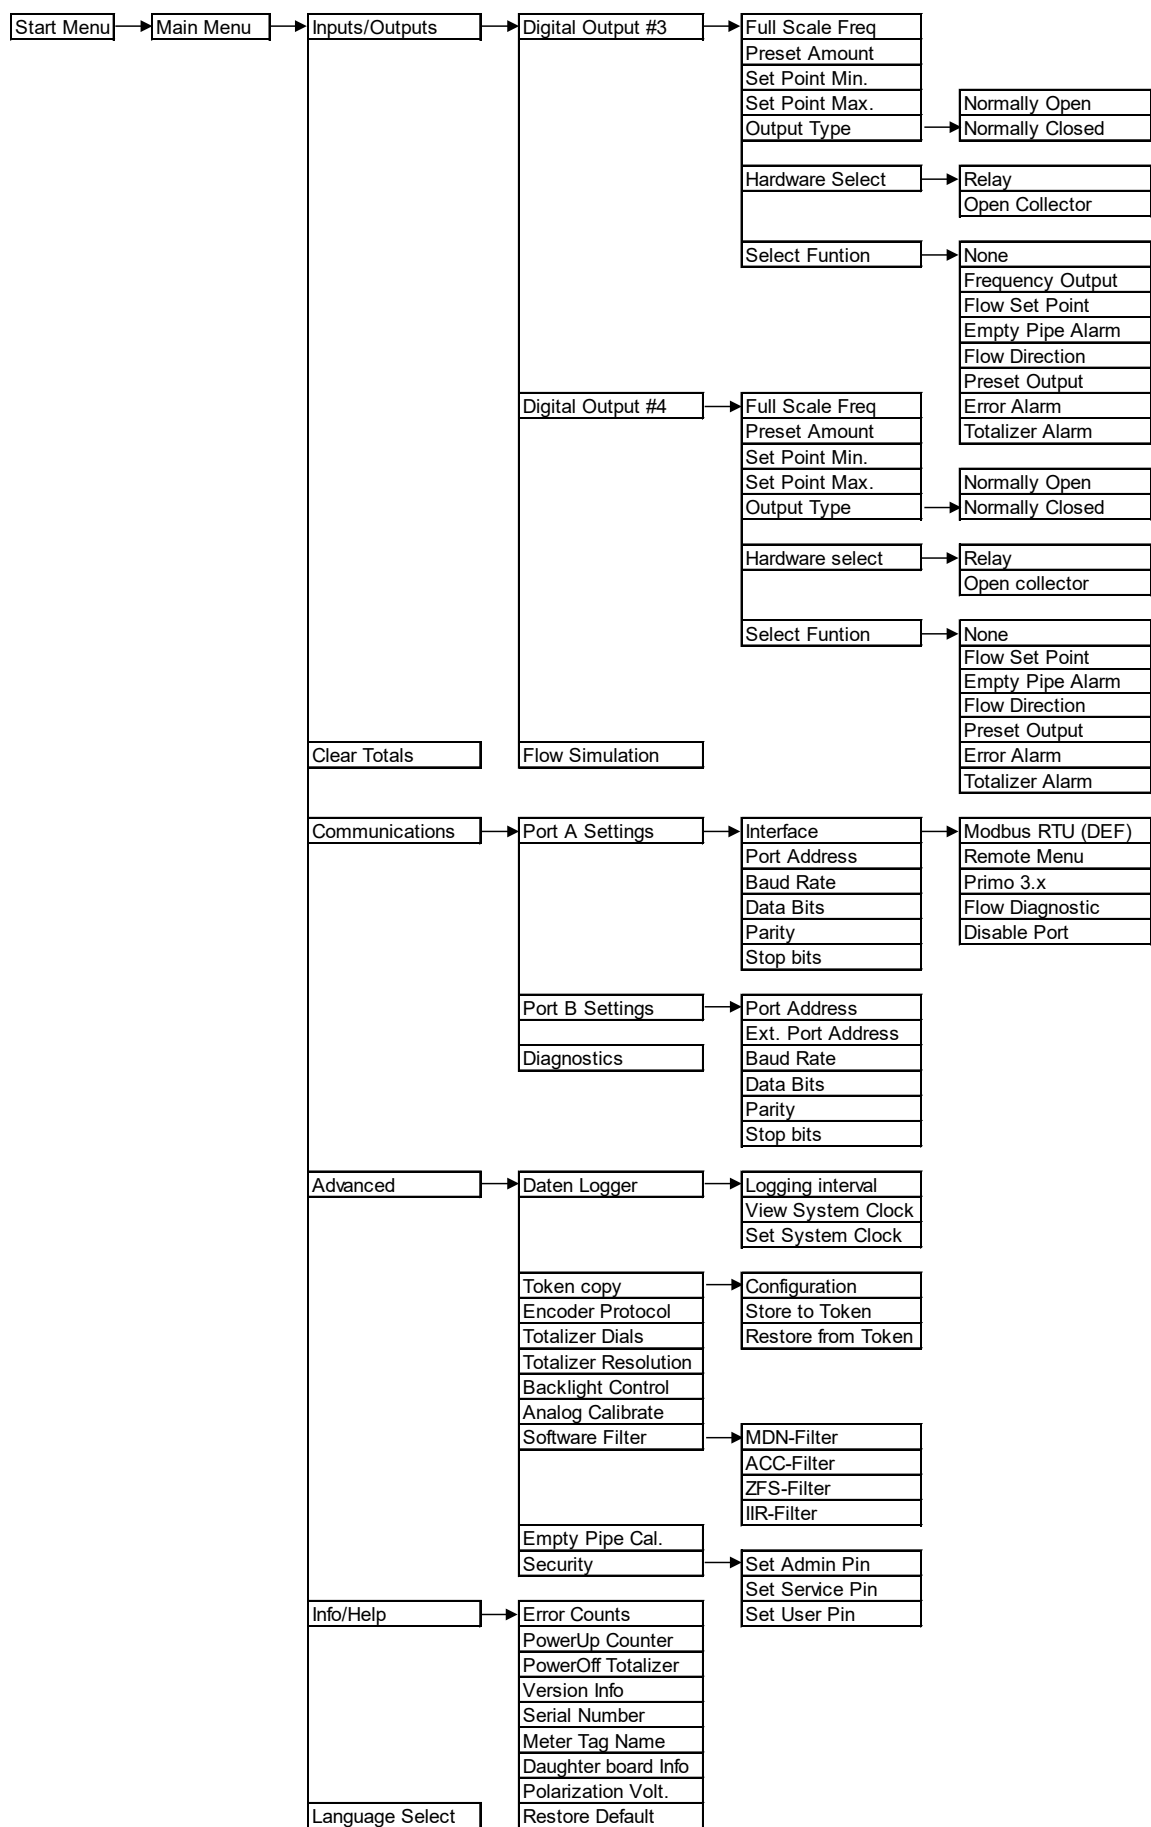 Start Menu
Main Menu
Inputs/Outputs
Digital Output #3
Full Scale Freq
Preset Amount
Set Point Min.
Set Point Max.
Output Type
Normally Open
Normally Closed
Hardware Select
Relay
Open Collector
Select Funtion
None
Frequency Output
Flow Set Point
Empty Pipe Alarm
Flow Direction
Preset Output
Error Alarm
Totalizer Alarm
Digital Output #4
Full Scale Freq
Preset Amount
Set Point Min.
Set Point Max.
Output Type
Normally Open
Normally Closed
Hardware select
Relay
Open collector
Select Funtion
None
Flow Set Point
Empty Pipe Alarm
Flow Direction
Preset Output
Error Alarm
Totalizer Alarm
Flow Simulation
Clear Totals
Communications
Port A Settings
Interface
Port Address
Baud Rate
Data Bits
Parity
Stop bits
Modbus RTU (DEF)
Remote Menu
Primo 3.x
Flow Diagnostic
Disable Port
Port B Settings
Port Address
Ext. Port Address
Baud Rate
Data Bits
Parity
Stop bits
Diagnostics
Advanced
Daten Logger
Logging interval
View System Clock
Set System Clock
Token copy
Configuration
Store to Token
Restore from Token
Encoder Protocol
Totalizer Dials
Totalizer Resolution
Backlight Control
Analog Calibrate
Software Filter
MDN-Filter
ACC-Filter
ZFS-Filter
IIR-Filter
Empty Pipe Cal.
Security
Set Admin Pin
Set Service Pin
Set User Pin
Info/Help
Error Counts
PowerUp Counter
PowerOff Totalizer
Version Info
Serial Number
Meter Tag Name
Daughter board Info
Polarization Volt.
Restore Default
Language Select